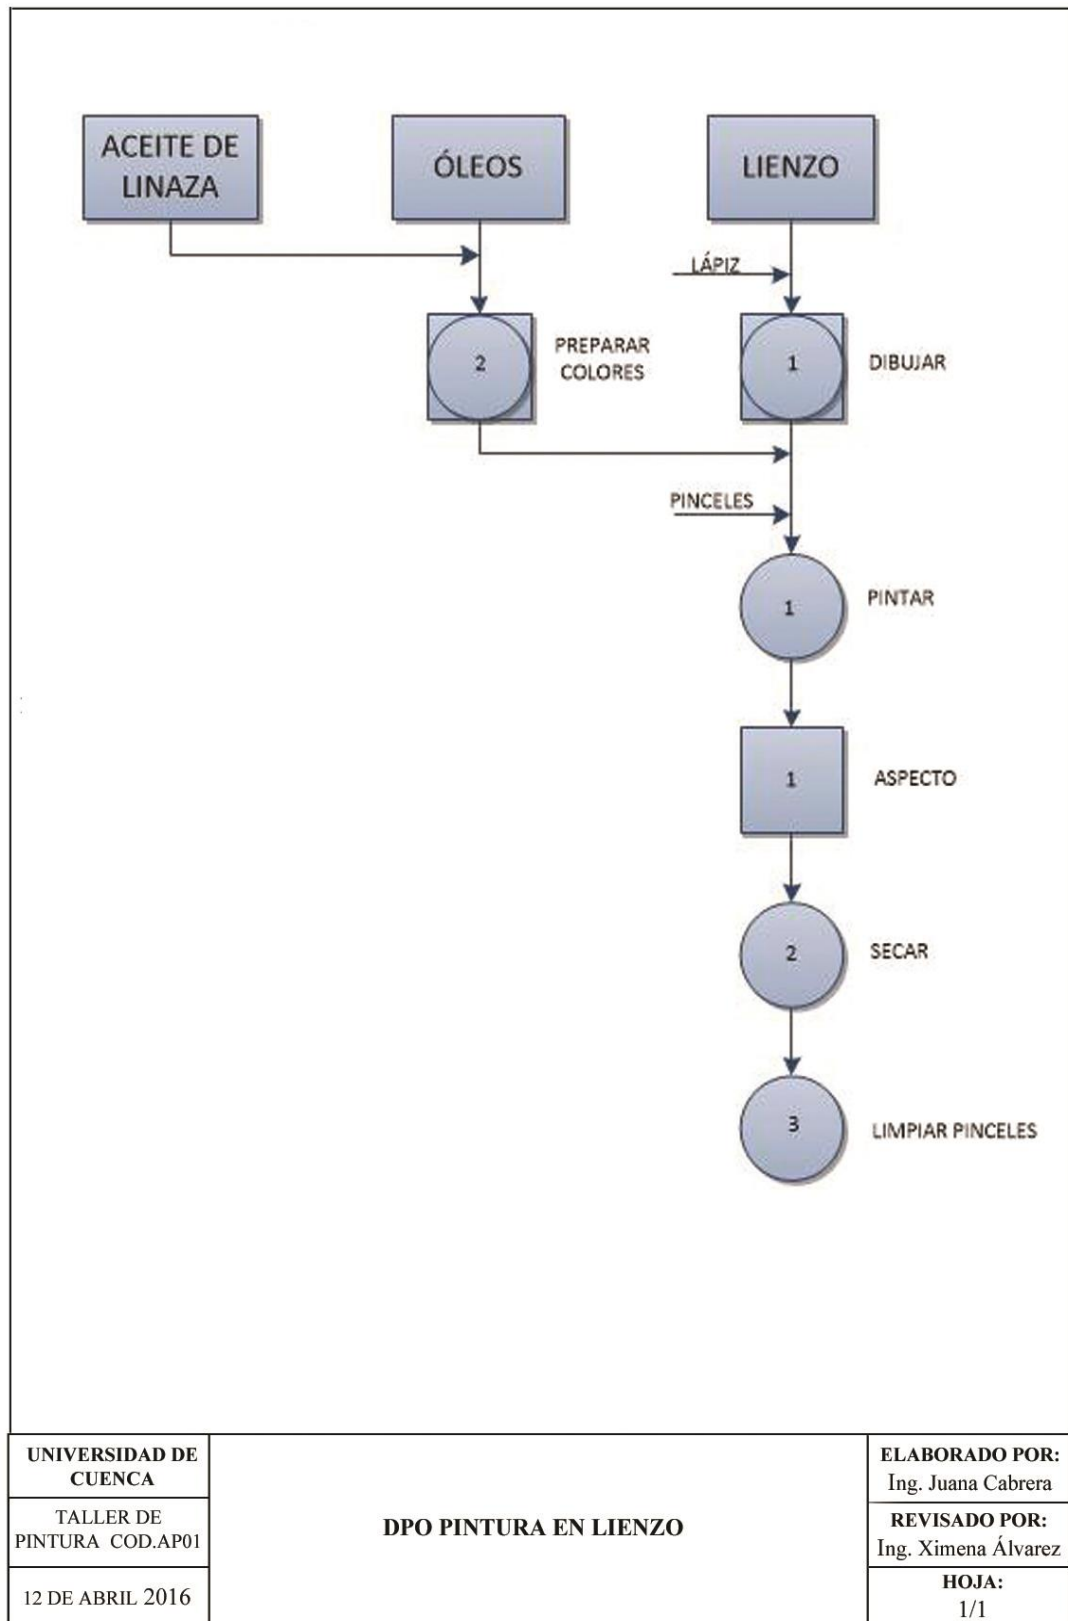 ACEITE DE
LINAZA
ÓLEOS
LIENZO
LÁPIZ
2
PREPARAR
COLORES
1
DIBUJAR
PINCELES
1
PINTAR
1
ASPECTO
2
SECAR
3
LIMPIAR PINCELES
UNIVERSIDAD DE
CUENCA
TALLER DE
PINTURA COD.AP01
12 DE ABRIL 2016
DPO PINTURA EN LIENZO
ELABORADO POR:
Ing. Juana Cabrera
REVISADO POR:
Ing. Ximena Álvarez
HOJA:
1/1